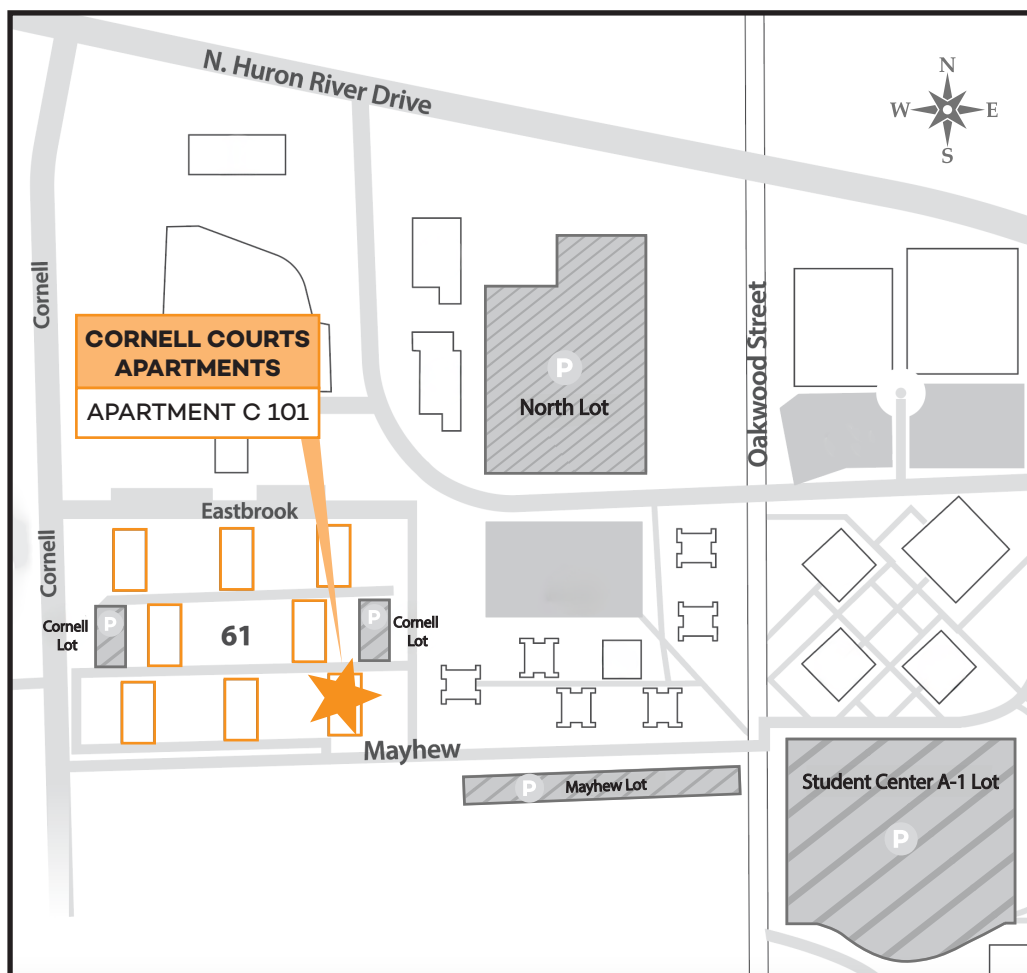 N. Huron River Drive
N
W
E
S
Cornell
Oakwood Street
CORNELL COURTS
APARTMENTS
APARTMENT C 101
P
North Lot
Eastbrook
Cornell
Cornell
Lot
P
61
P
Cornell
Lot
Mayhew
P
Mayhew Lot
Student Center A-1 Lot
P